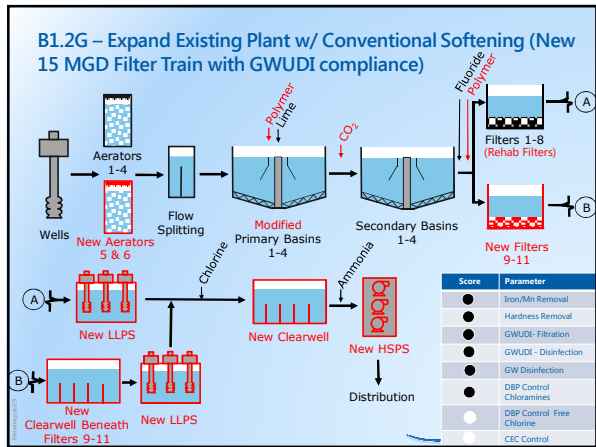 B1.2G – Expand Existing Plant w/ Conventional Softening (New
15 MGD Filter Train with GWUDI compliance)
Polymer
Lime
CO2
Fluoride
Polymer
A
Aerators
1-4
Filters 1-8
(Rehab Filters)
Wells
New Aerators
5 & 6
Flow
Splitting
Modified
Primary Basins
1-4
Secondary Basins
1-4
B
New Filters
9-11
A
New LLPS
Chlorine
New Clearwell
Ammonia
New HSPS
Distribution
B
New
Clearwell Beneath
Filters 9-11
New LLPS
Score Parameter
Iron/Mn Removal
Hardness Removal
GWUDI- Filtration
GWUDI - Disinfection
GW Disinfection
DBP Control
Chloramines
DBP Control Free
Chlorine
CEC Control